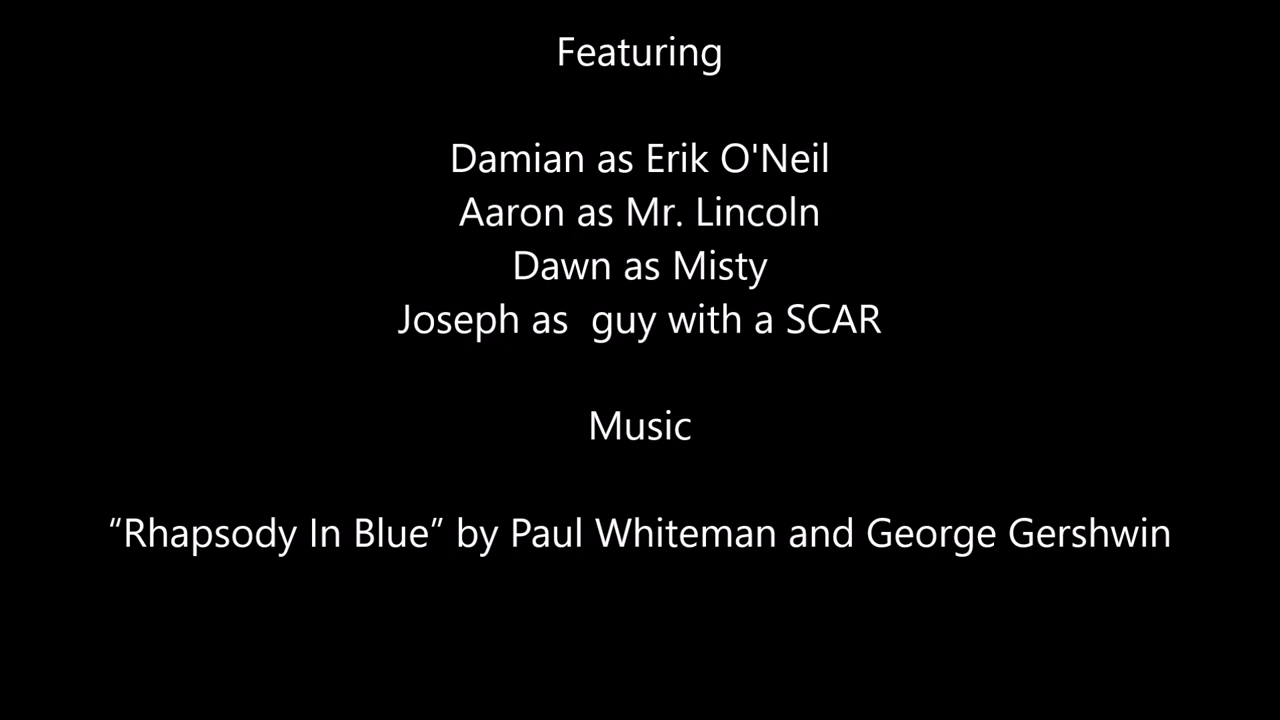 Featuring
Damian as Erik O'Neil
Aaron as Mr. Lincoln
Dawn as Misty
Joseph as  guy with a SCAR
Music
“Rhapsody In Blue” by Paul Whiteman and George Gershwin